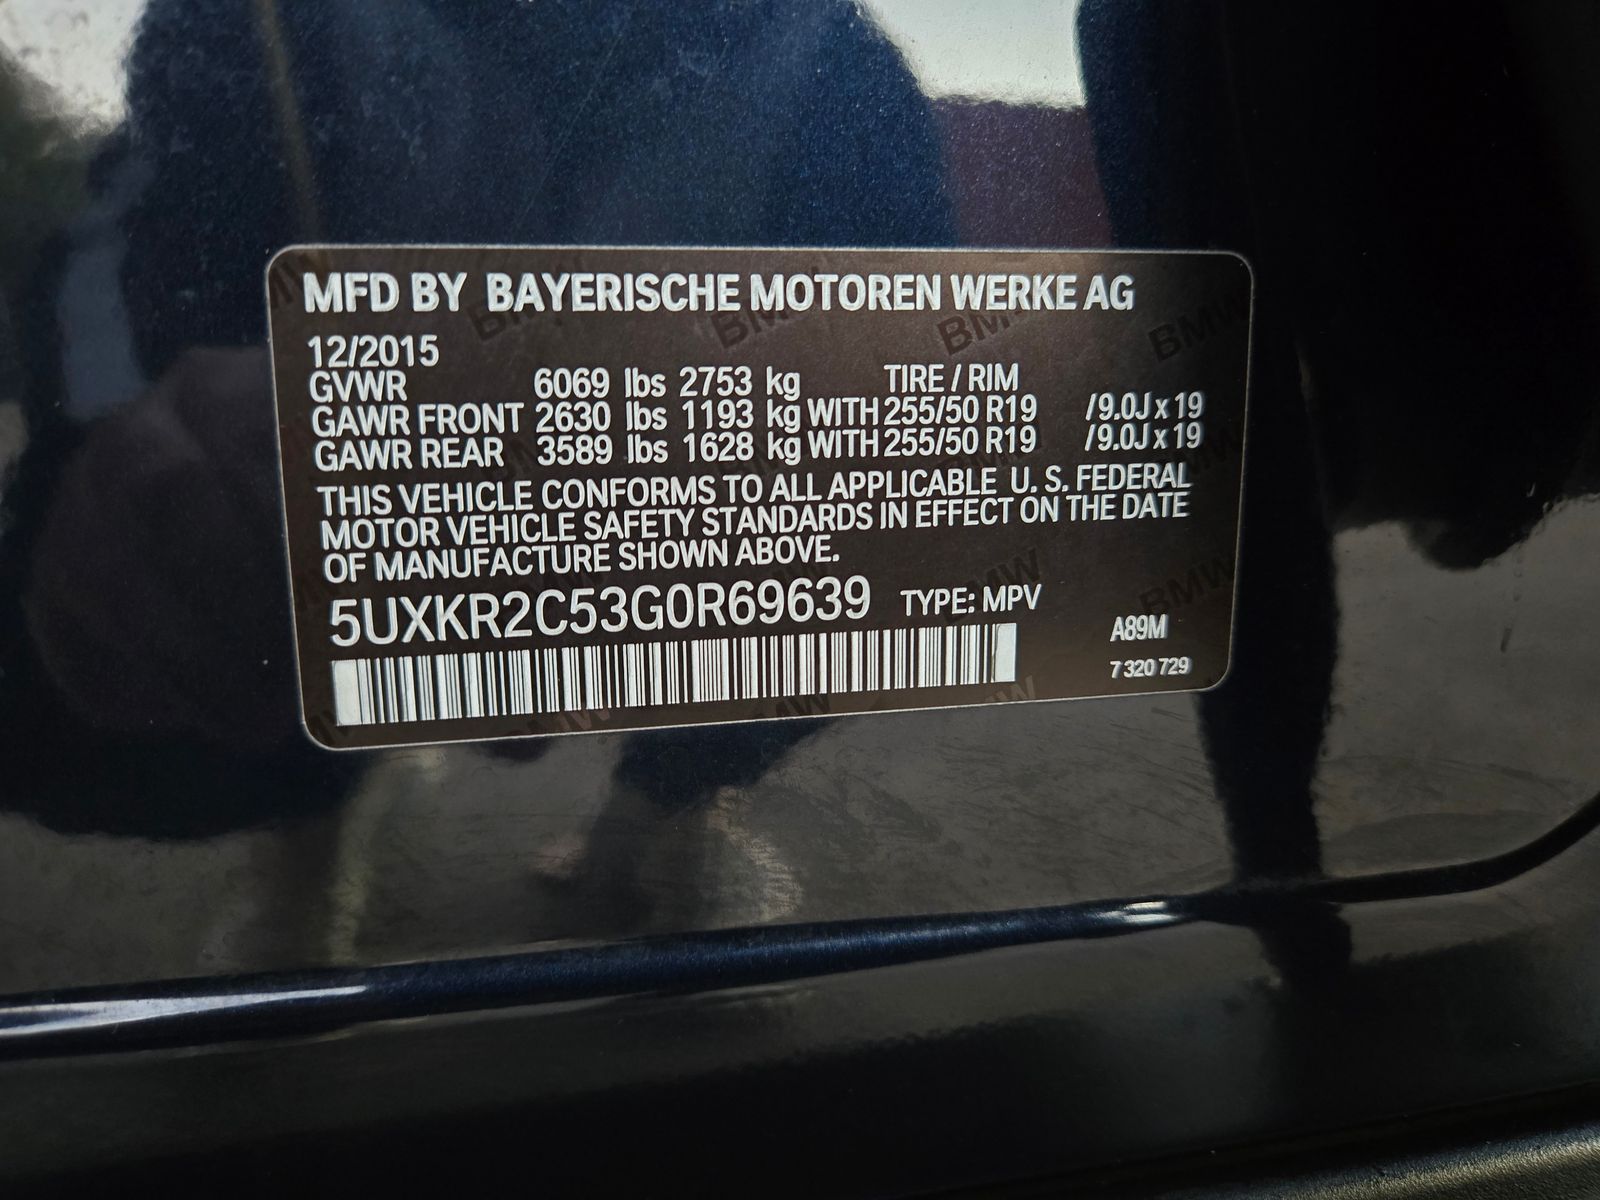 MFD BY BAYERISCHE MOTOREN WERKE AG
12/2015
GVWR 6069 lbs 2753 kg TIRE / RIM
GAWR FRONT 2630 lbs 1193 kg WITH 255/50 R19 /9.0J x 19
GAWR REAR 3589 lbs 1628 kg WITH 255/50 R19 /9.0J x 19
THIS VEHICLE CONFORMS TO ALL APPLICABLE U. S. FEDERAL
MOTOR VEHICLE SAFETY STANDARDS IN EFFECT ON THE DATE
OF MANUFACTURE SHOWN ABOVE.
5UXKR2C53G0R69639 TYPE: MPV
A89M
7 320 729